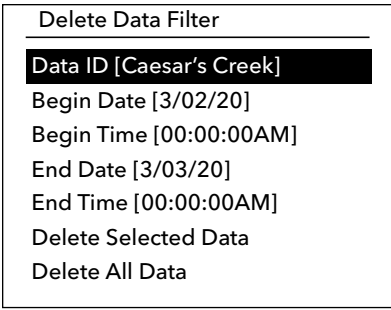 Delete Data Filter
Data ID [Caesar's Creek]
Begin Date [3/02/20]
Begin Time [00:00:00AM]
End Date [3/03/20]
End Time [00:00:00AM]
Delete Selected Data
Delete All Data